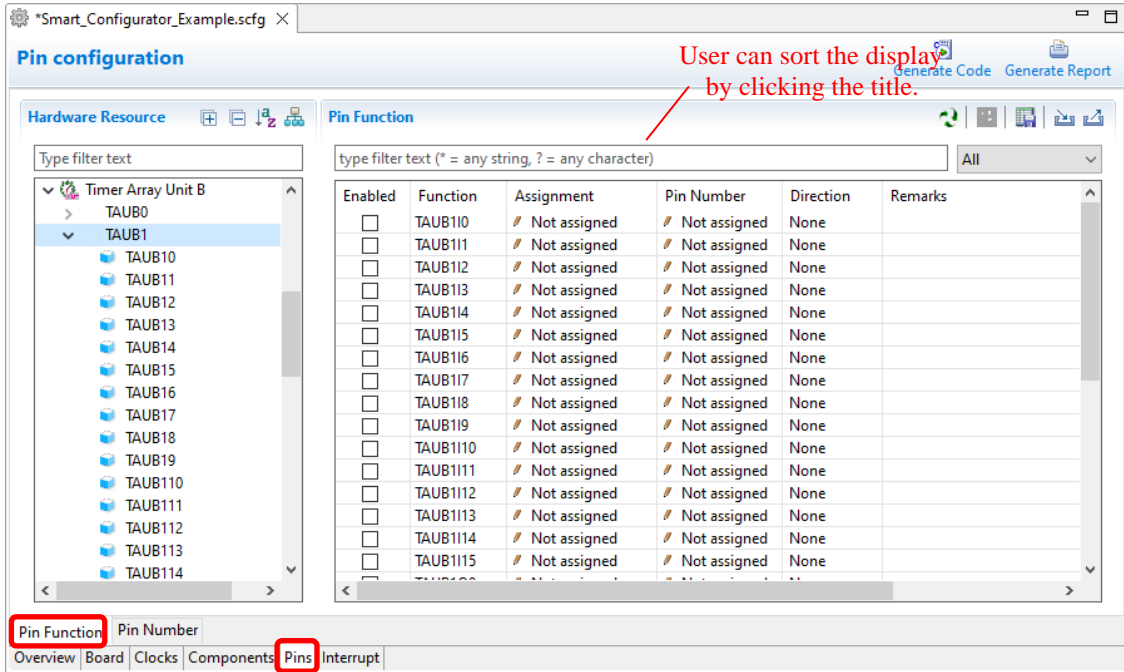 *Smart_Configurator_Example.scfg
Pin configuration
User can sort the display
by clicking the title.
Generate Code Generate Report
Hardware Resource
Pin Function
Type filter text
type filter text (* = any string, ? = any character)
All
Timer Array Unit B
TAUB0
TAUB1
TAUB10
TAUB11
TAUB12
TAUB13
TAUB14
TAUB15
TAUB16
TAUB17
TAUB18
TAUB19
TAUB110
TAUB111
TAUB112
TAUB113
TAUB114
Enabled Function Assignment Pin Number Direction Remarks
TAUB1I0 Not assigned Not assigned None
TAUB1I1 Not assigned Not assigned None
TAUB1I2 Not assigned Not assigned None
TAUB1I3 Not assigned Not assigned None
TAUB1I4 Not assigned Not assigned None
TAUB1I5 Not assigned Not assigned None
TAUB1I6 Not assigned Not assigned None
TAUB1I7 Not assigned Not assigned None
TAUB1I8 Not assigned Not assigned None
TAUB1I9 Not assigned Not assigned None
TAUB1I10 Not assigned Not assigned None
TAUB1I11 Not assigned Not assigned None
TAUB1I12 Not assigned Not assigned None
TAUB1I13 Not assigned Not assigned None
TAUB1I14 Not assigned Not assigned None
TAUB1I15 Not assigned Not assigned None
Pin Function Pin Number
Overview Board Clocks Components Pins Interrupt